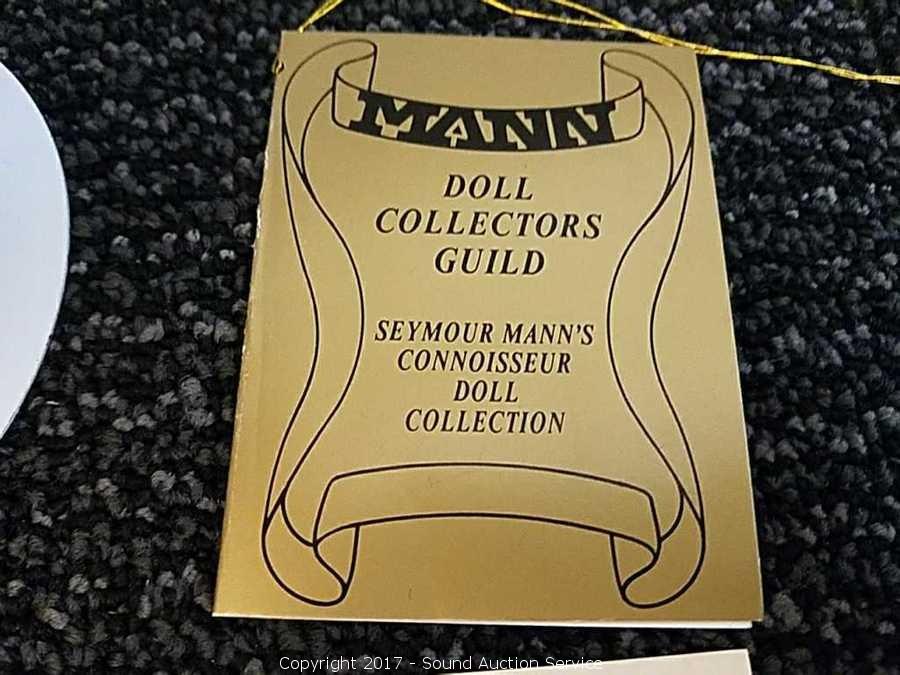 MANN
DOLL
COLLECTORS
GUILD
SEYMOUR MANN'S
CONNOISSEUR
DOLL
COLLECTION
Copyright 2017 - Sound Auction Service